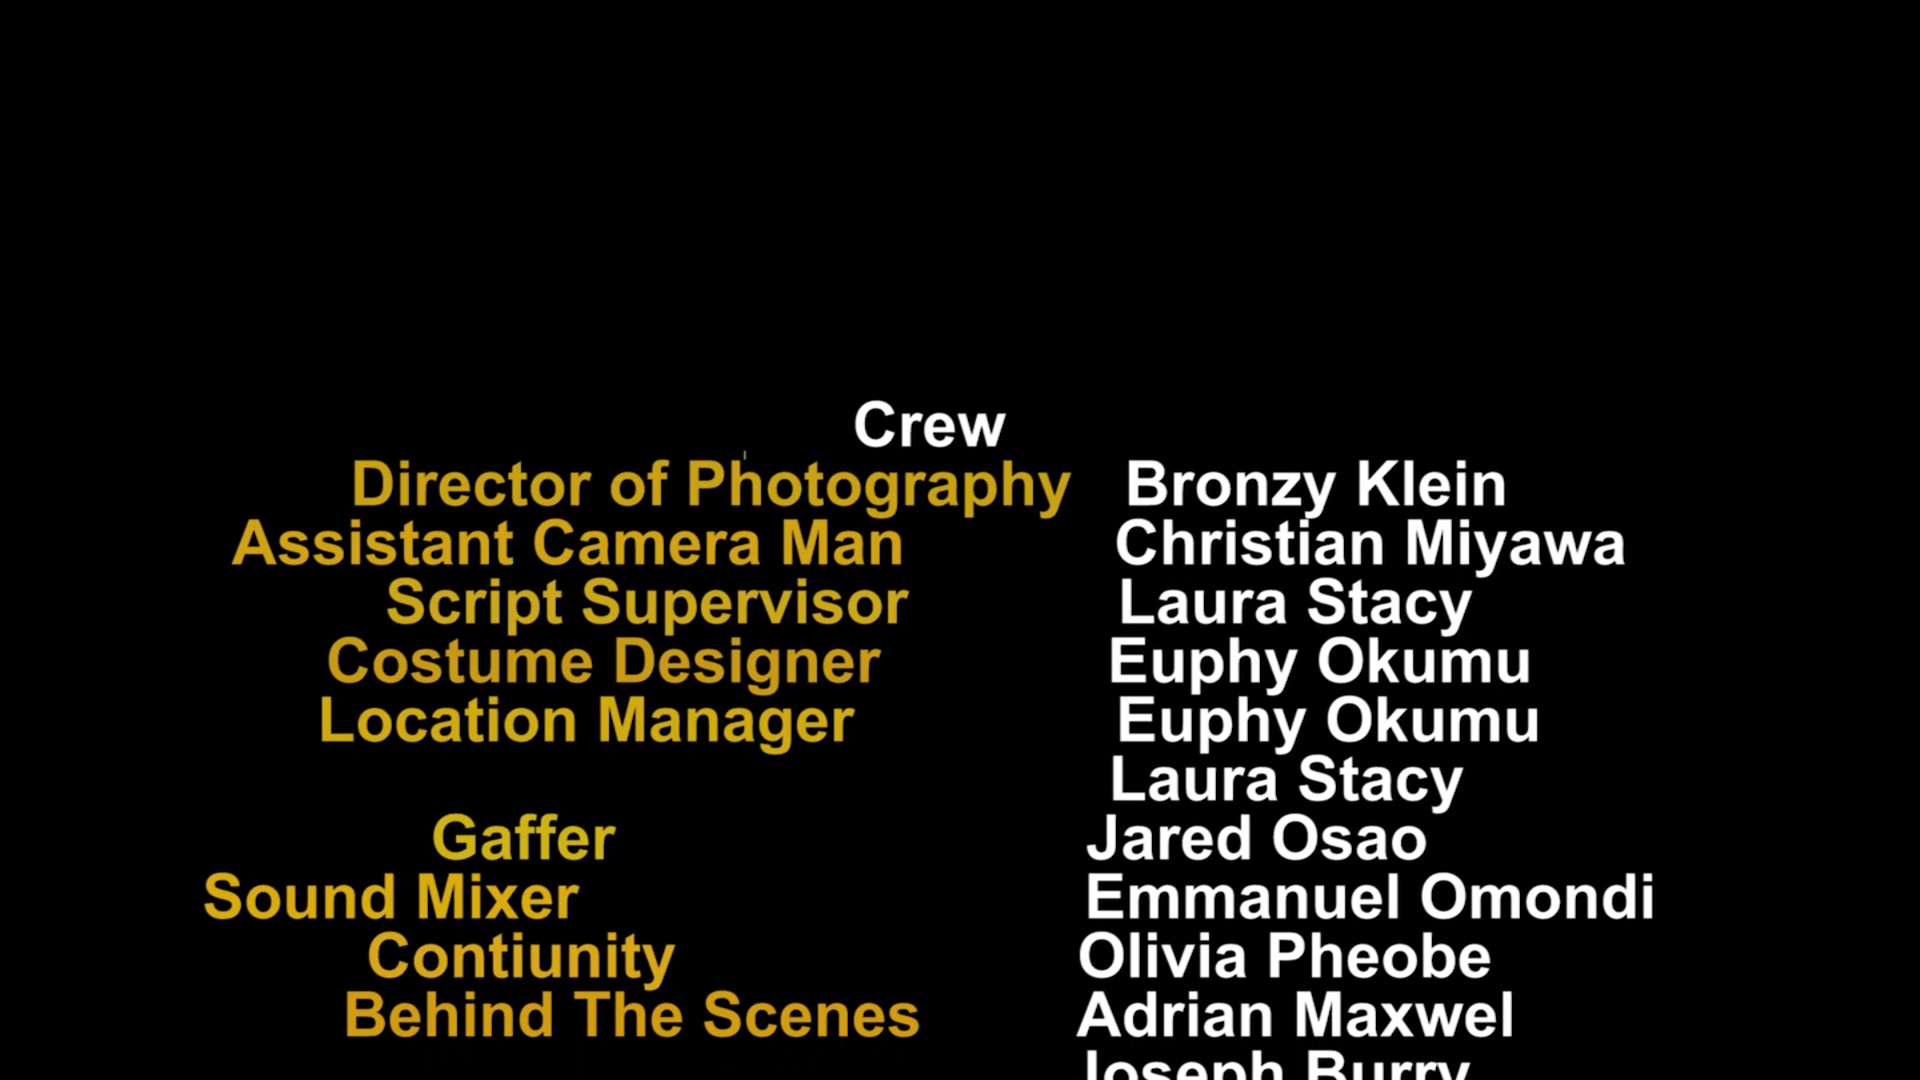 Crew
Director of Photography Bronzy Klein
Assistant Camera Man Christian Miyawa
Script Supervisor Laura Stacy
Costume Designer Euphy Okumu
Location Manager Euphy Okumu
Laura Stacy
Gaffer Jared Osao
Sound Mixer Emmanuel Omondi
Contiunity Olivia Pheobe
Behind The Scenes Adrian Maxwel
Joseph Burry